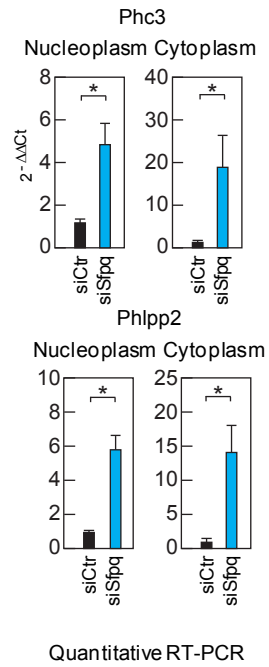 Phc3
Nucleoplasm Cytoplasm
2^-ΔΔCt
8
6
4
2
0
*
siCtr
siSfpq
40
30
20
10
0
*
siCtr
siSfpq
Phlpp2
Nucleoplasm Cytoplasm
10
8
6
4
2
0
*
siCtr
siSfpq
25
20
15
10
5
0
*
siCtr
siSfpq
Quantitative RT-PCR